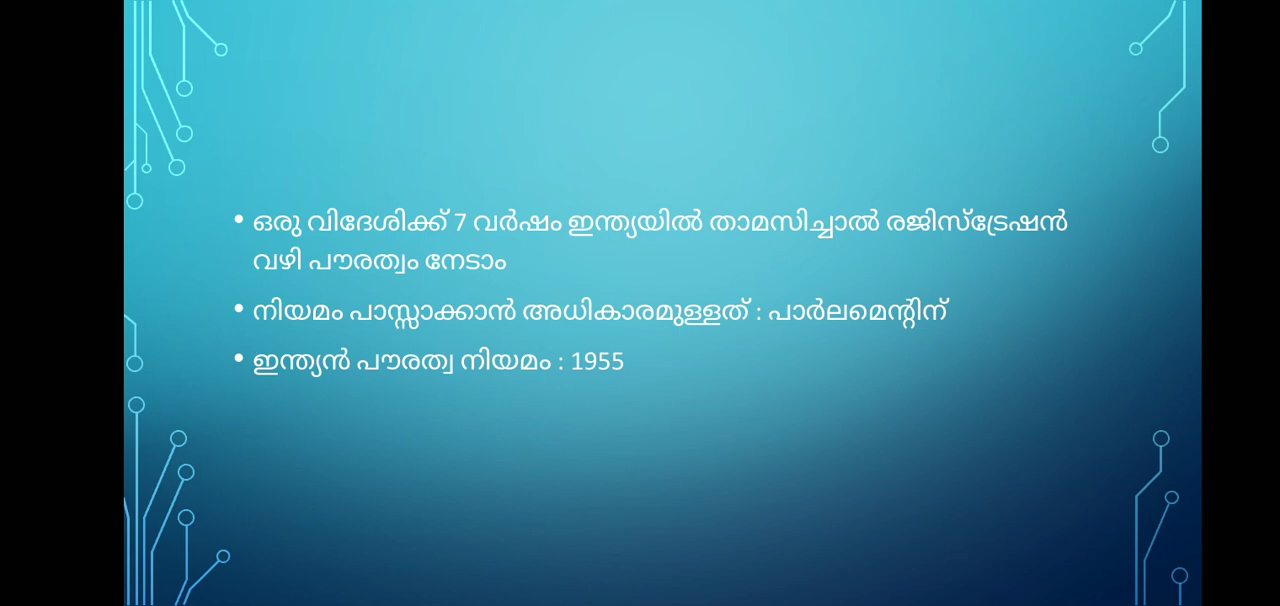 • ഒരു വിദേശിക്ക് 7 വർഷം ഇന്ത്യയിൽ താമസിച്ചാൽ രജിസ്ട്രേഷൻ
വഴി പൗരത്വം നേടാം
• നിയമം പാസ്സാക്കാൻ അധികാരമുള്ളത് : പാർലമെന്റിന്
• ഇന്ത്യൻ പൗരത്വ നിയമം : 1955